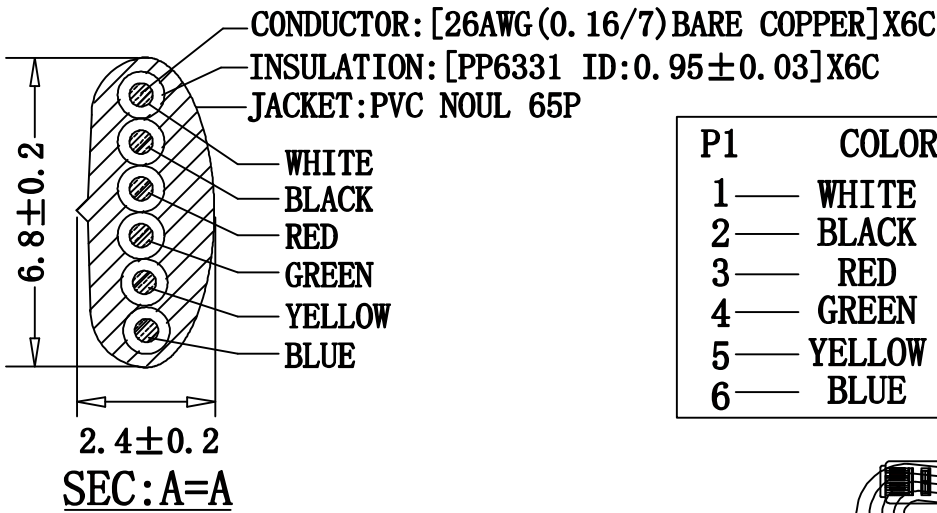 CONDUCTOR:[26AWG(0.16/7)BARE COPPER]X6C
INSULATION:[PP6331 ID:0.95±0.03]X6C
JACKET:PVC NOUL 65P
WHITE
BLACK
RED
GREEN
YELLOW
BLUE
6.8±0.2
2.4±0.2
SEC:A=A
P1 COLOR
1 WHITE
2 BLACK
3 RED
4 GREEN
5 YELLOW
6 BLUE